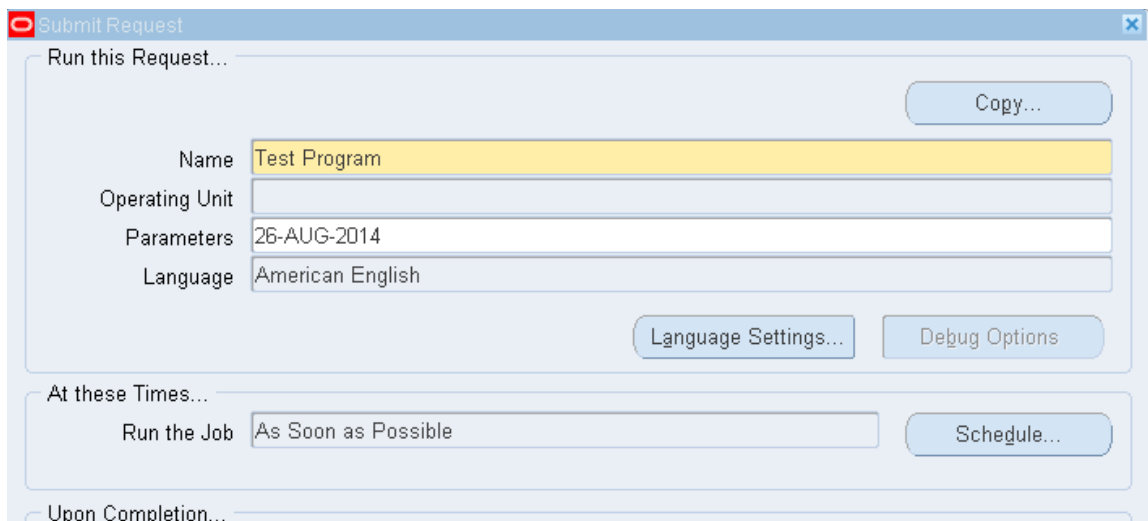 Submit Request
Run this Request...
Copy...
Name Test Program
Operating Unit
Parameters 26-AUG-2014
Language American English
Language Settings... Debug Options
At these Times...
Run the Job As Soon as Possible Schedule...
Upon Completion...